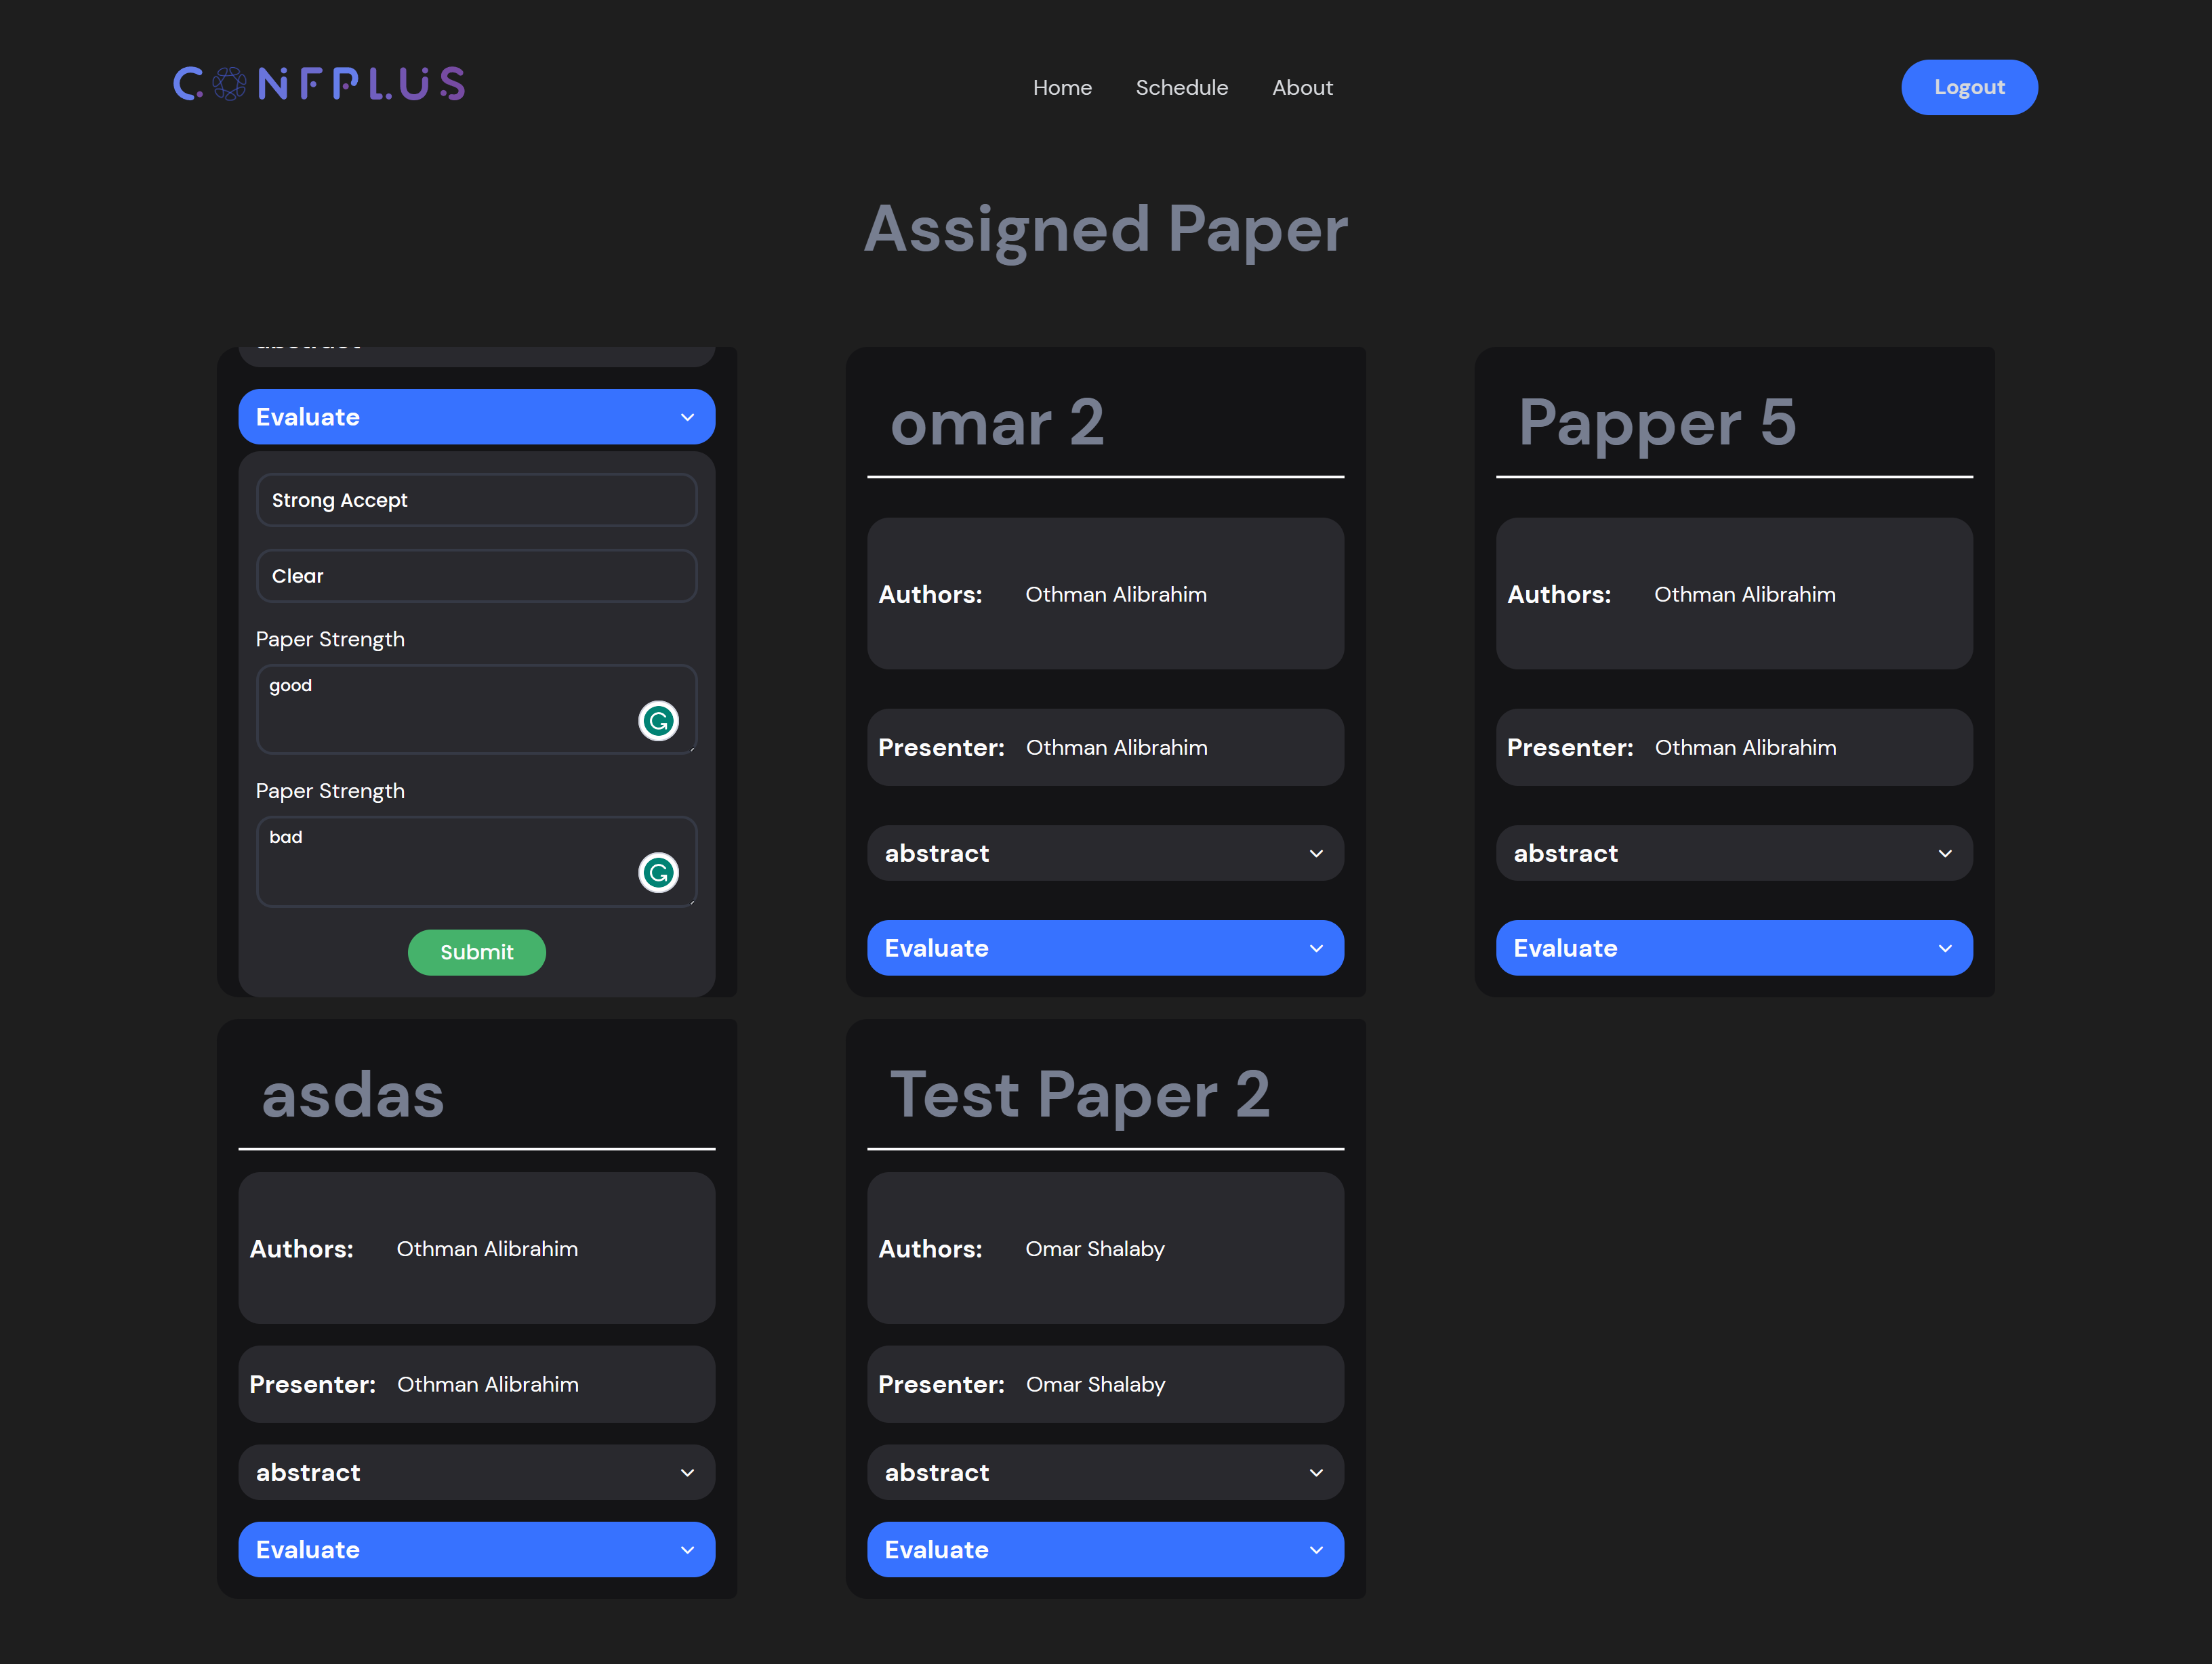 CONFPLUS
Home Schedule About
Logout
Assigned Paper
abstract
Evaluate
Strong Accept
Clear
Paper Strength
good
Paper Strength
bad
Submit
omar 2
Authors: Othman Alibrahim
Presenter: Othman Alibrahim
abstract
Evaluate
Papper 5
Authors: Othman Alibrahim
Presenter: Othman Alibrahim
abstract
Evaluate
asdas
Authors: Othman Alibrahim
Presenter: Othman Alibrahim
abstract
Evaluate
Test Paper 2
Authors: Omar Shalaby
Presenter: Omar Shalaby
abstract
Evaluate